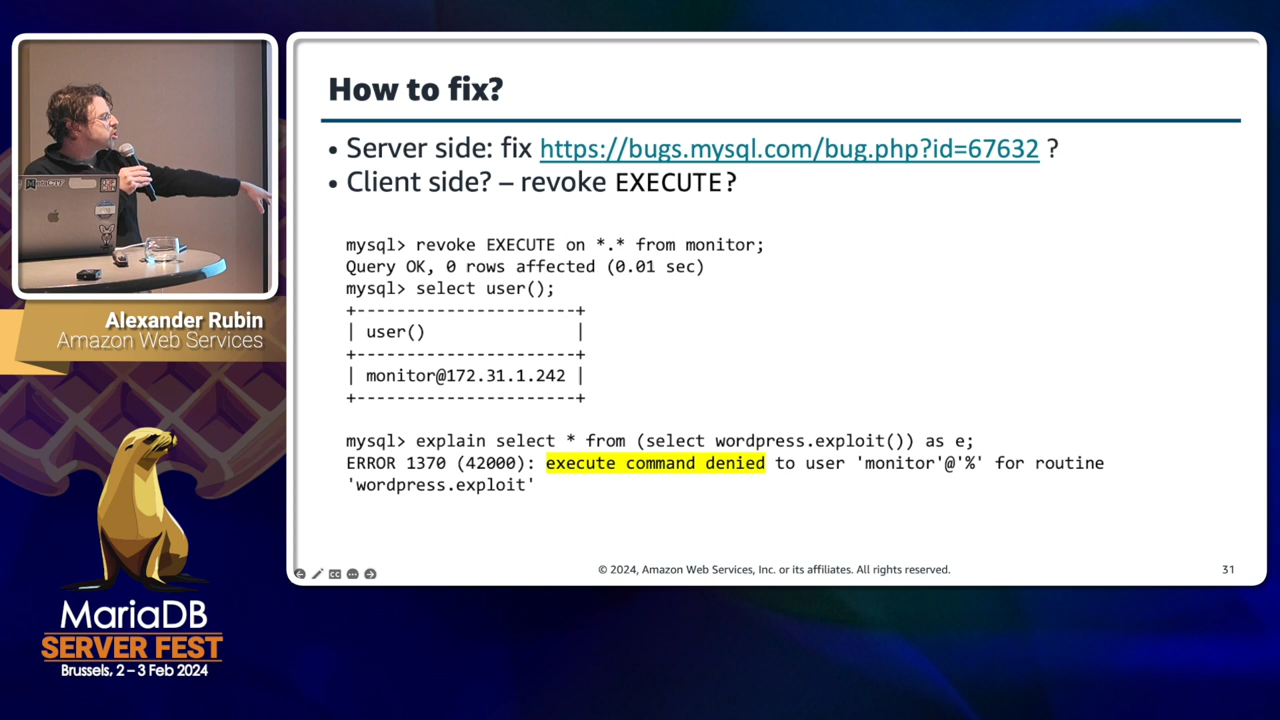 How to fix?
• Server side: fix https://bugs.mysql.com/bug.php?id=67632 ?
• Client side? – revoke EXECUTE?
mysql> revoke EXECUTE on *.* from monitor;
Query OK, 0 rows affected (0.01 sec)
mysql> select user();
+----------------------+
| user()               |
+----------------------+
| monitor@172.31.1.242 |
+----------------------+
mysql> explain select * from (select wordpress.exploit()) as e;
ERROR 1370 (42000): execute command denied to user 'monitor'@'%' for routine
'wordpress.exploit'
© 2024, Amazon Web Services, Inc. or its affiliates. All rights reserved.
31
Alexander Rubin
Amazon Web Services
MariaDB
SERVER FEST
Brussels, 2 – 3 Feb 2024